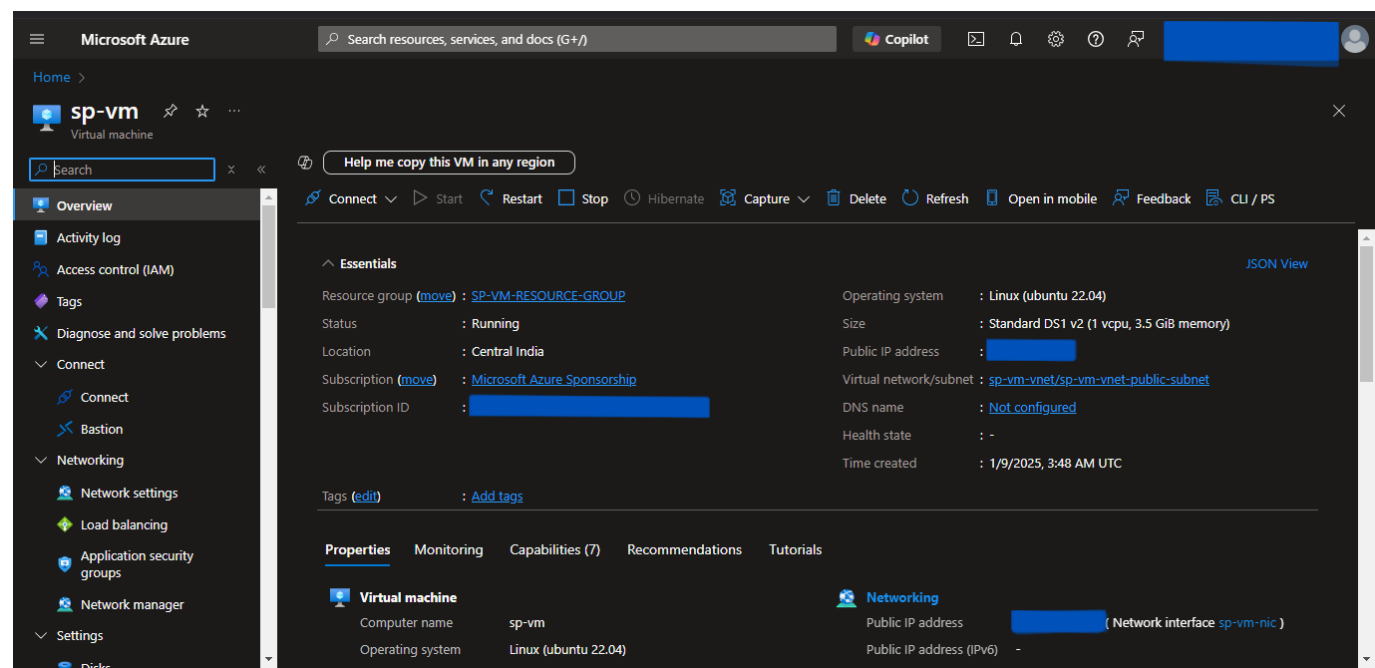 Microsoft Azure
Search resources, services, and docs (G+/)
Copilot
Home >
sp-vm
Virtual machine
Search
Help me copy this VM in any region
Connect Start Restart Stop Hibernate Capture Delete Refresh Open in mobile Feedback CLI / PS
Overview
Activity log
Access control (IAM)
Tags
Diagnose and solve problems
Connect
Connect
Bastion
Networking
Network settings
Load balancing
Application security
groups
Network manager
Settings
Disks
Essentials
JSON View
Resource group (move) : SP-VM-RESOURCE-GROUP
Status : Running
Location : Central India
Subscription (move) : Microsoft Azure Sponsorship
Subscription ID :
Operating system : Linux (ubuntu 22.04)
Size : Standard DS1 v2 (1 vcpu, 3.5 GiB memory)
Public IP address :
Virtual network/subnet : sp-vm-vnet/sp-vm-vnet-public-subnet
DNS name : Not configured
Health state : -
Time created : 1/9/2025, 3:48 AM UTC
Tags (edit) : Add tags
Properties Monitoring Capabilities (7) Recommendations Tutorials
Virtual machine
Computer name sp-vm
Operating system Linux (ubuntu 22.04)
Networking
Public IP address ( Network interface sp-vm-nic )
Public IP address (IPv6) -